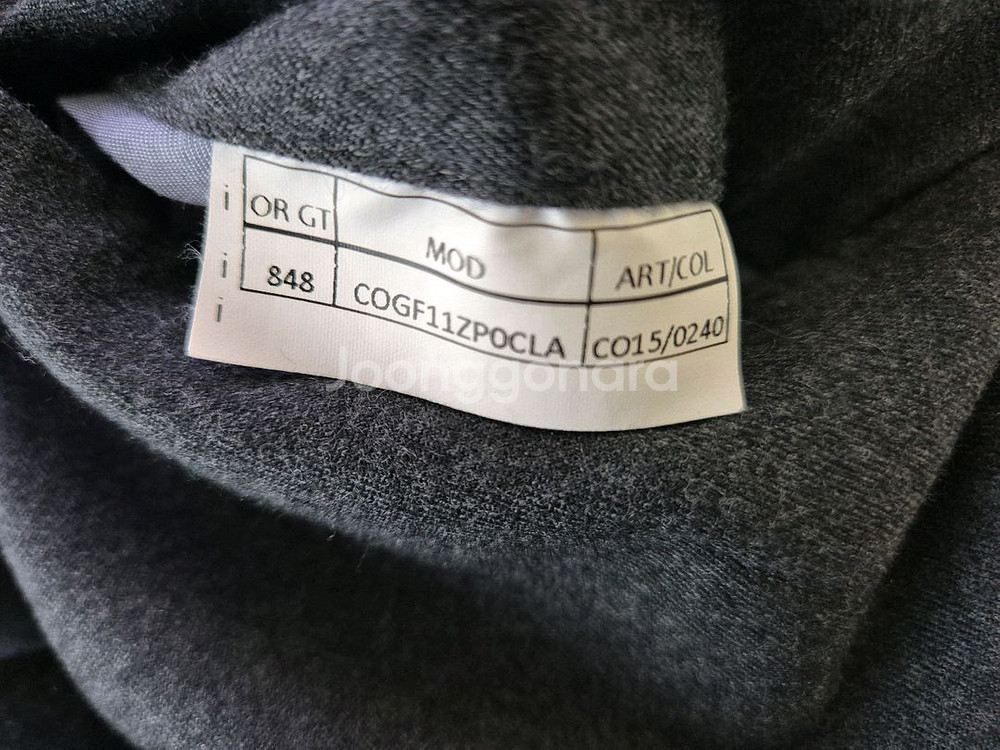 i OR GT MOD ART/COL
i 848 COGF11ZP0CLA CO15/0240
i
Joonggonara